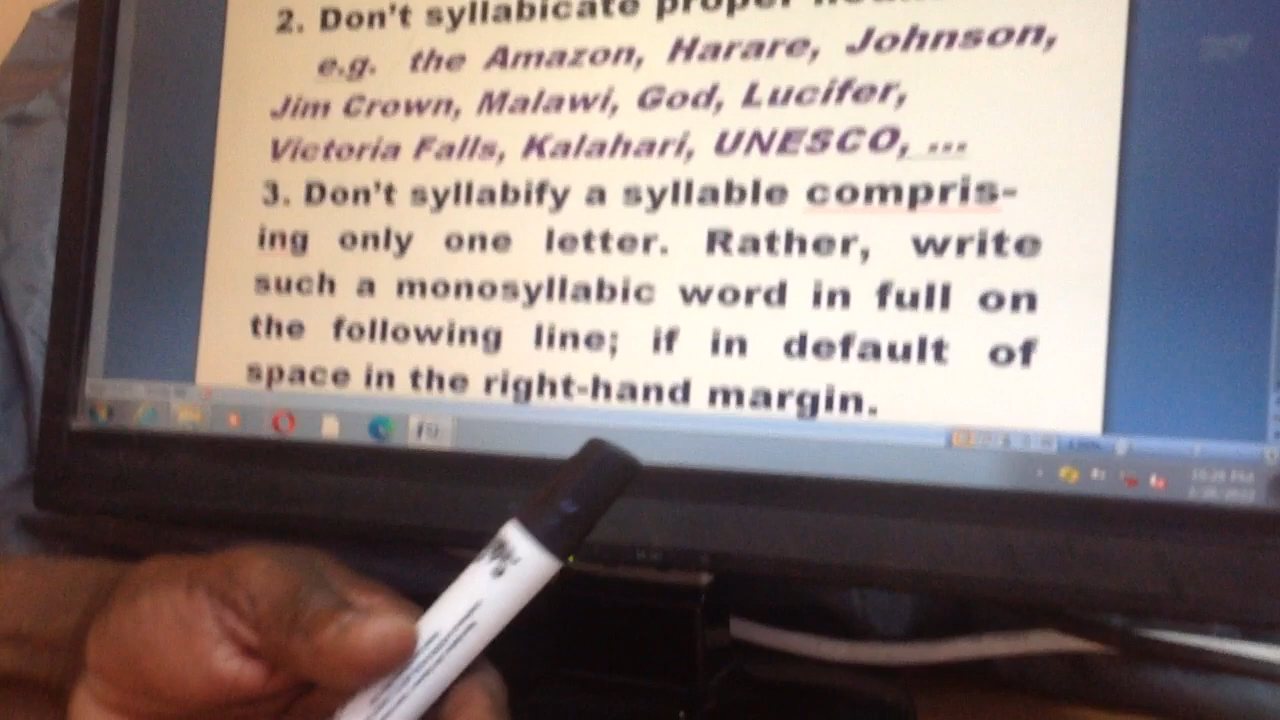 2. Don't syllabicate proper
e.g. the Amazon, Harare, Johnson,
Jim Crown, Malawi, God, Lucifer,
Victoria Falls, Kalahari, UNESCO, ...
3. Don't syllabify a syllable compris-
ing only one letter. Rather, write
such a monosyllabic word in full on
the following line; if in default of
space in the right-hand margin.